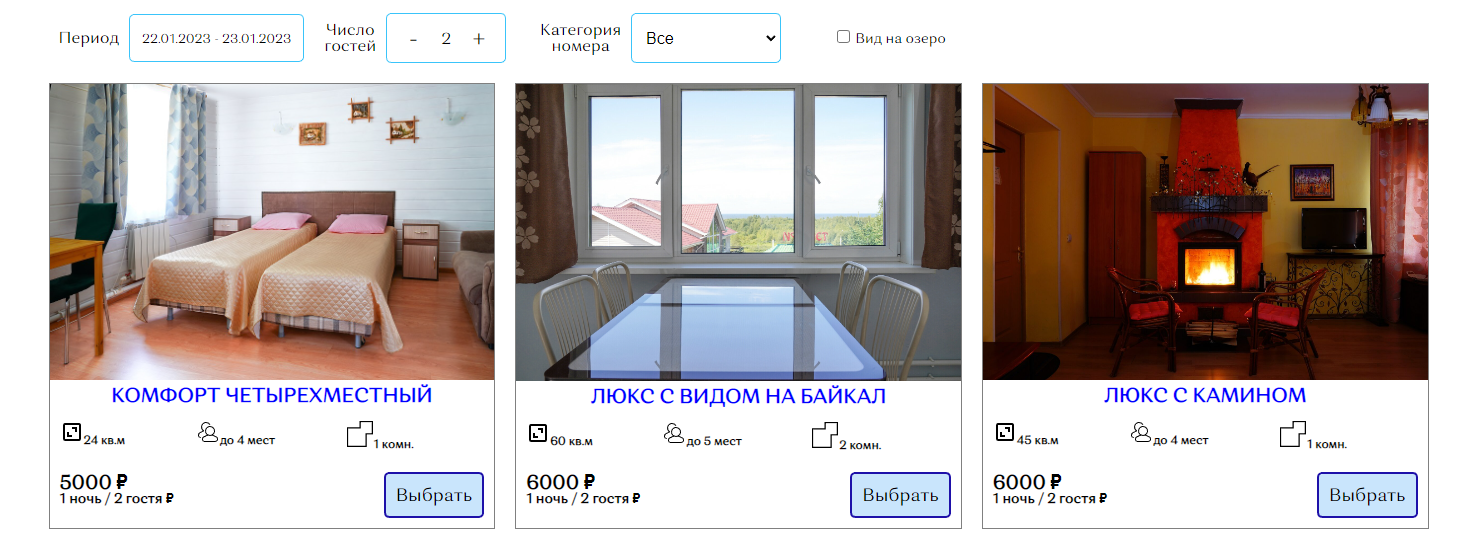 Период 22.01.2023 - 23.01.2023 Число гостей - 2 + Категория номера Все Вид на озеро
КОМФОРТ ЧЕТЫРЕХМЕСТНЫЙ
24 кв.м до 4 мест 1 комн.
5000 ₽
1 ночь / 2 гостя ₽
Выбрать
ЛЮКС С ВИДОМ НА БАЙКАЛ
60 кв.м до 5 мест 2 комн.
6000 ₽
1 ночь / 2 гостя ₽
Выбрать
ЛЮКС С КАМИНОМ
45 кв.м до 4 мест 1 комн.
6000 ₽
1 ночь / 2 гостя ₽
Выбрать